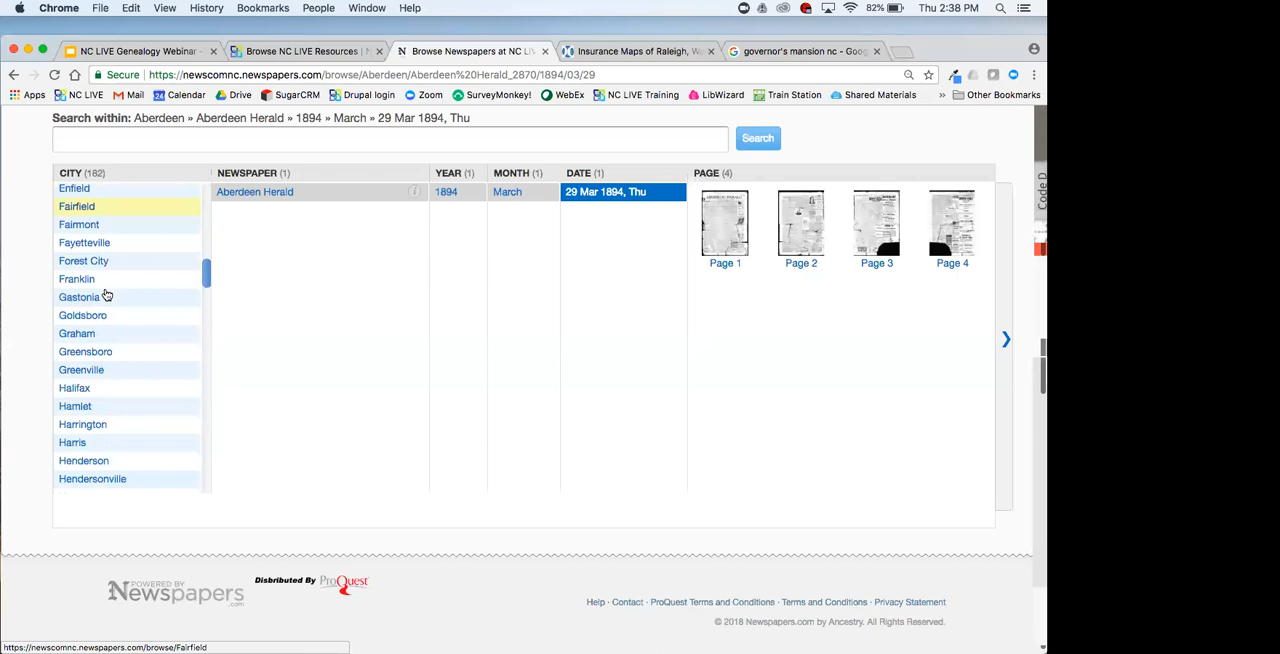 Chrome File Edit View History Bookmarks People Window Help 82% Thu 2:38 PM
NC LIVE Genealogy Webinar - Browse NC LIVE Resources | N Browse Newspapers at NC LI Insurance Maps of Raleigh, Wa governor's mansion nc - Goog
Secure https://newscomnc.newspapers.com/browse/Aberdeen/Aberdeen%20Herald_2870/1894/03/29
Apps NC LIVE Mail Calendar Drive SugarCRM Drupal login Zoom SurveyMonkey! WebEx NC LIVE Training LibWizard Train Station Shared Materials » Other Bookmarks
Search within: Aberdeen » Aberdeen Herald » 1894 » March » 29 Mar 1894, Thu
Search
CITY (182) NEWSPAPER (1) YEAR (1) MONTH (1) DATE (1) PAGE (4)
Enfield Aberdeen Herald 1894 March 29 Mar 1894, Thu
Fairfield
Fairmont
Fayetteville
Forest City Page 1 Page 2 Page 3 Page 4
Franklin
Gastonia
Goldsboro
Graham
Greensboro
Greenville
Halifax
Hamlet
Harrington
Harris
Henderson
Hendersonville
Code D
POWERED BY
Newspapers
.com
Disbributed By ProQuest
Help · Contact · ProQuest Terms and Conditions · Terms and Conditions · Privacy Statement
© 2018 Newspapers.com by Ancestry. All Rights Reserved.
https://newscomnc.newspapers.com/browse/Fairfield